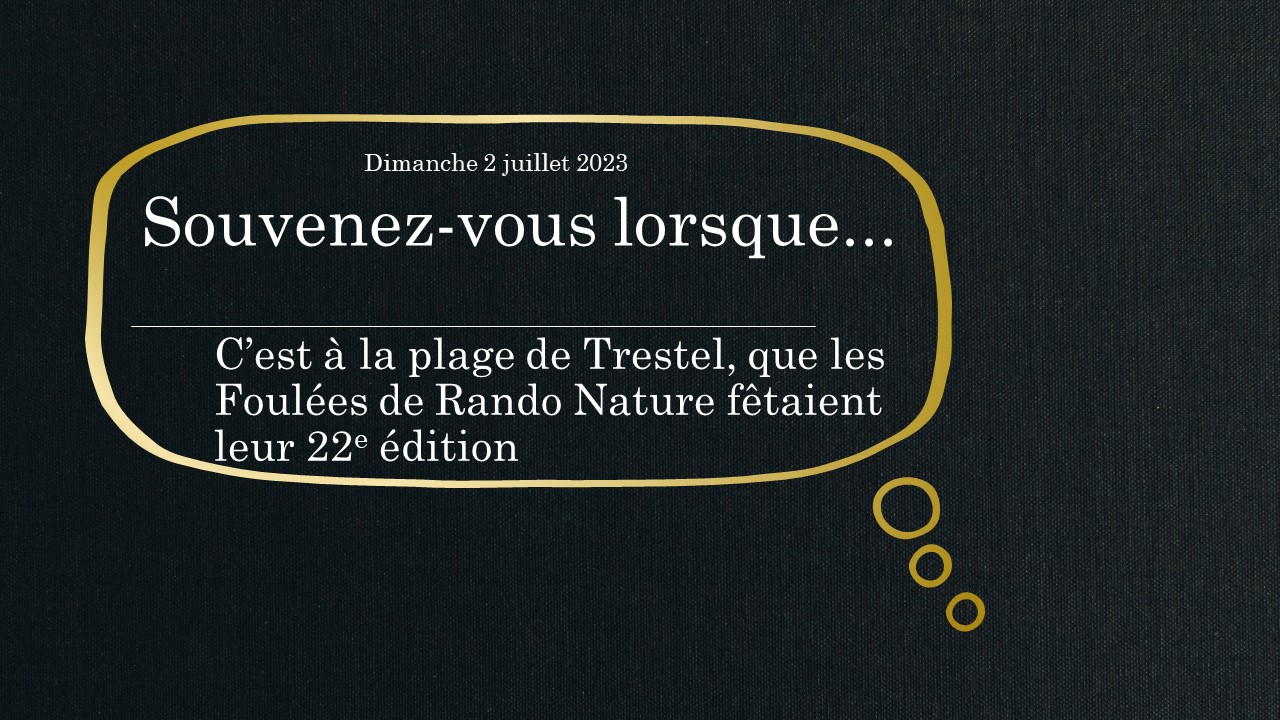 Dimanche 2 juillet 2023
Souvenez-vous lorsque...
C’est à la plage de Trestel, que les
Foulées de Rando Nature fêtaient
leur 22ᵉ édition